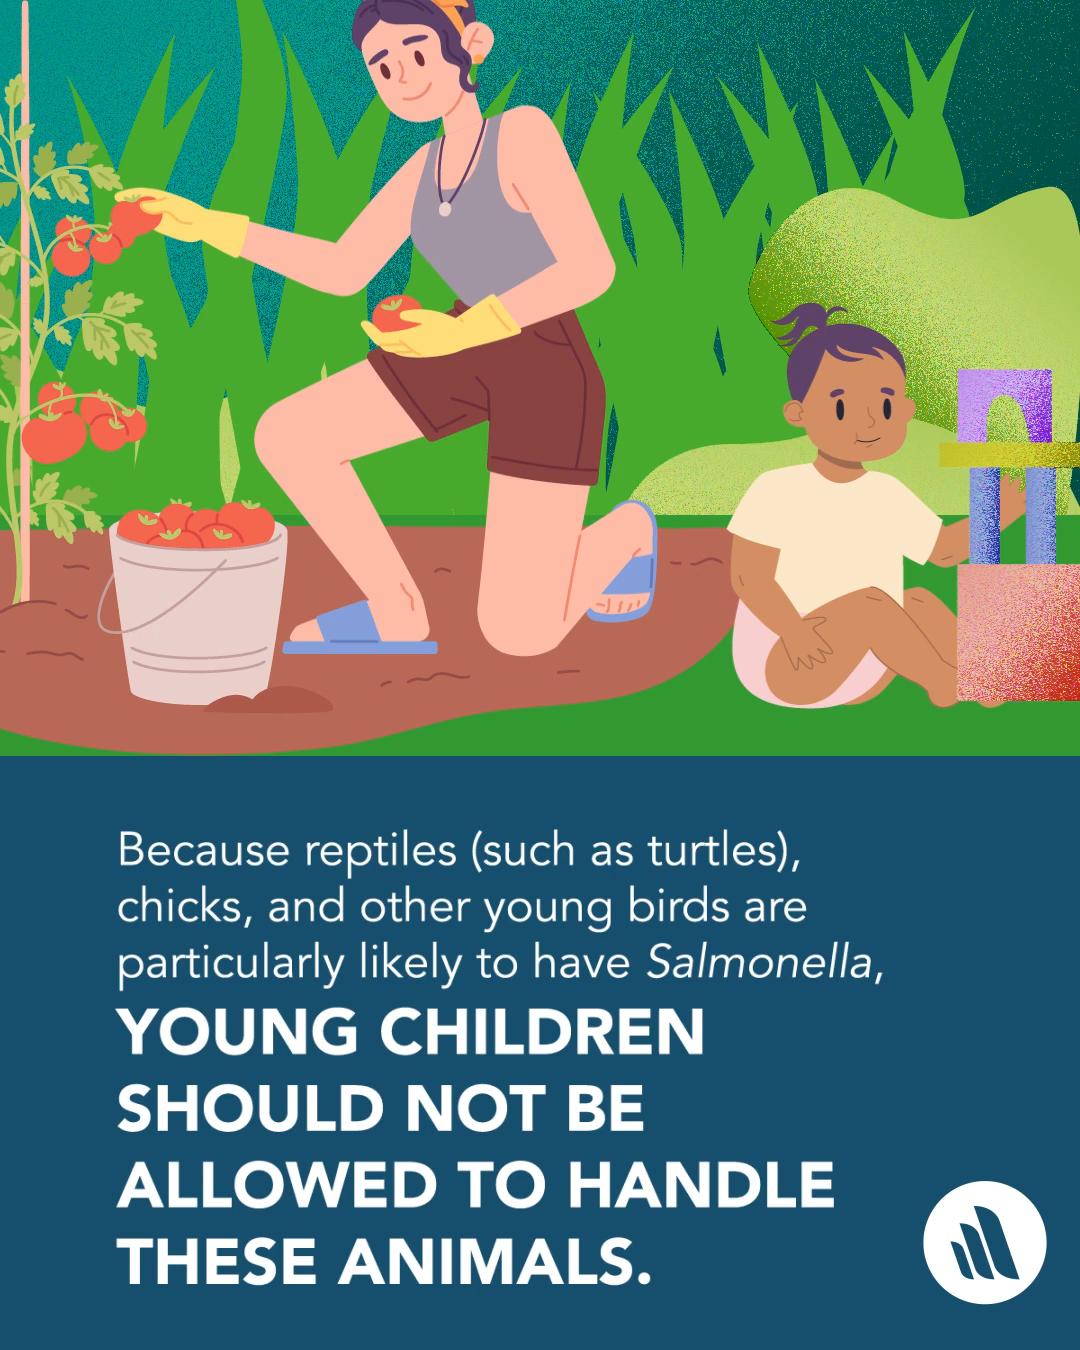 Because reptiles (such as turtles),
chicks, and other young birds are
particularly likely to have Salmonella,
YOUNG CHILDREN
SHOULD NOT BE
ALLOWED TO HANDLE
THESE ANIMALS.